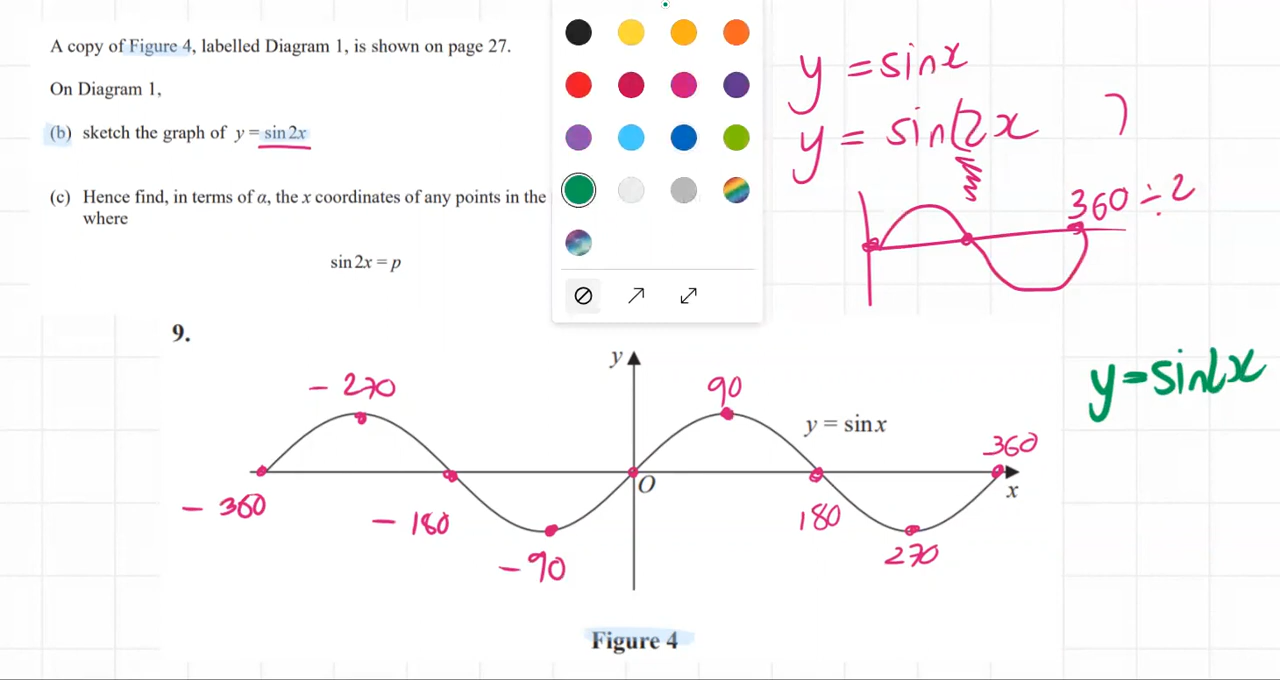 A copy of Figure 4, labelled Diagram 1, is shown on page 27.
On Diagram 1,
(b) sketch the graph of y = sin 2x
(c) Hence find, in terms of α, the x coordinates of any points in the
where
sin 2x = p
y = sinx
y = sin(2x )
360 ÷ 2
9.
y
- 270
90
y = sin x
y = sin
x
360
O
x
- 360
- 180
- 90
180
270
Figure 4